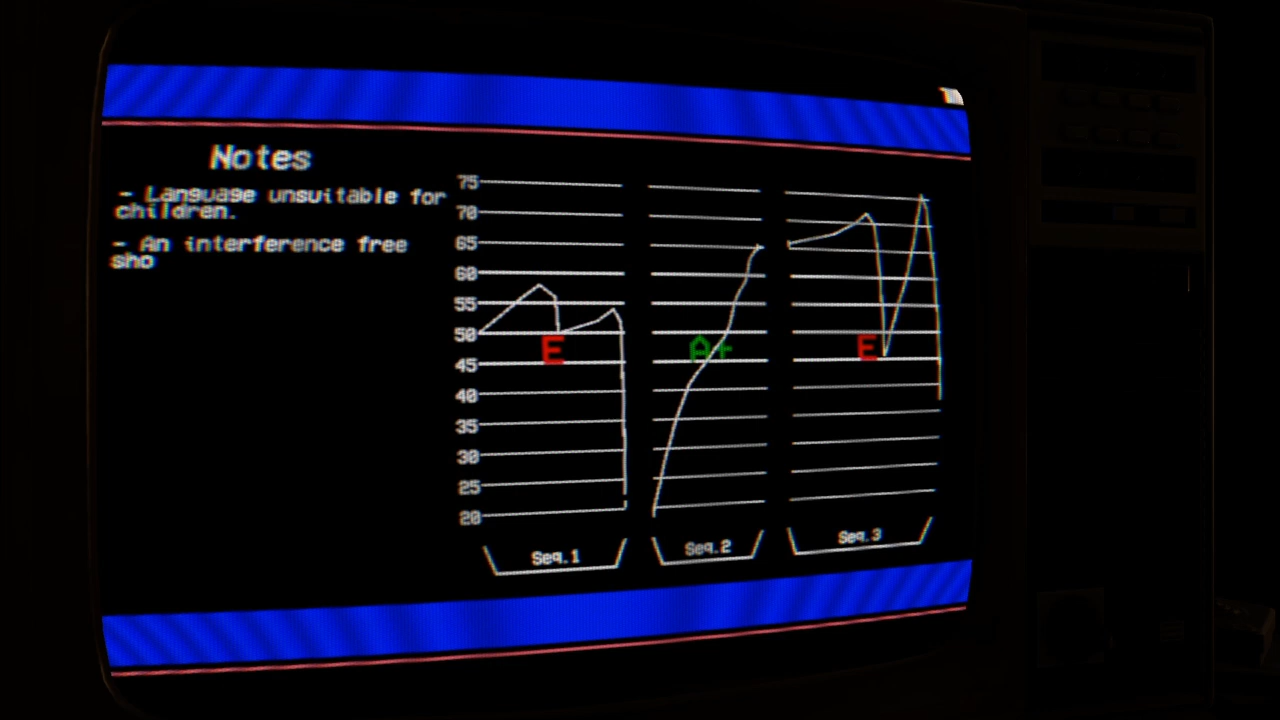 Notes
- Language unsuitable for
children.
- An interference free
sho
75
70
65
60
55
50
45
40
35
30
25
20
E
A+
E
Seq.1
Seq.2
Seq.3